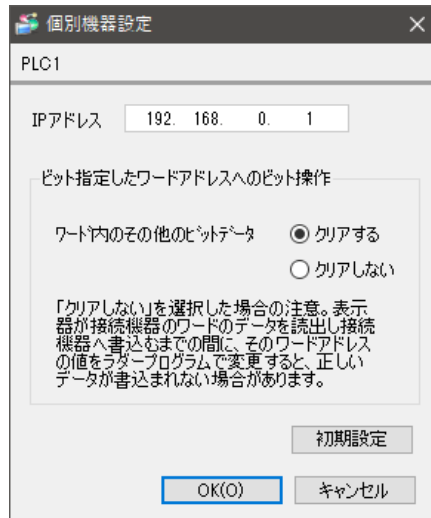 個別機器設定
PLC1
IPアドレス 192. 168. 0. 1
ビット指定したワードアドレスへのビット操作
ワード内のその他のビットデータ クリアする
クリアしない
「クリアしない」を選択した場合の注意。表示
器が接続機器のワードのデータを読出し接続
機器へ書込むまでの間に、そのワードアドレス
の値をラダープログラムで変更すると、正しい
データが書込まれない場合があります。
初期設定
OK(O) キャンセル